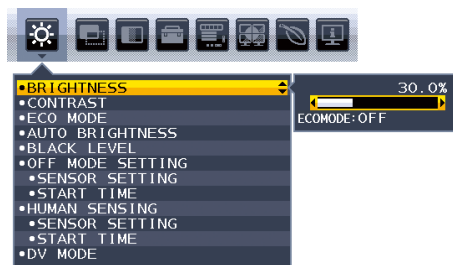 •BRIGHTNESS
30.0%
ECOMODE:OFF
•CONTRAST
•ECO MODE
•AUTO BRIGHTNESS
•BLACK LEVEL
•OFF MODE SETTING
•SENSOR SETTING
•START TIME
•HUMAN SENSING
•SENSOR SETTING
•START TIME
•DV MODE